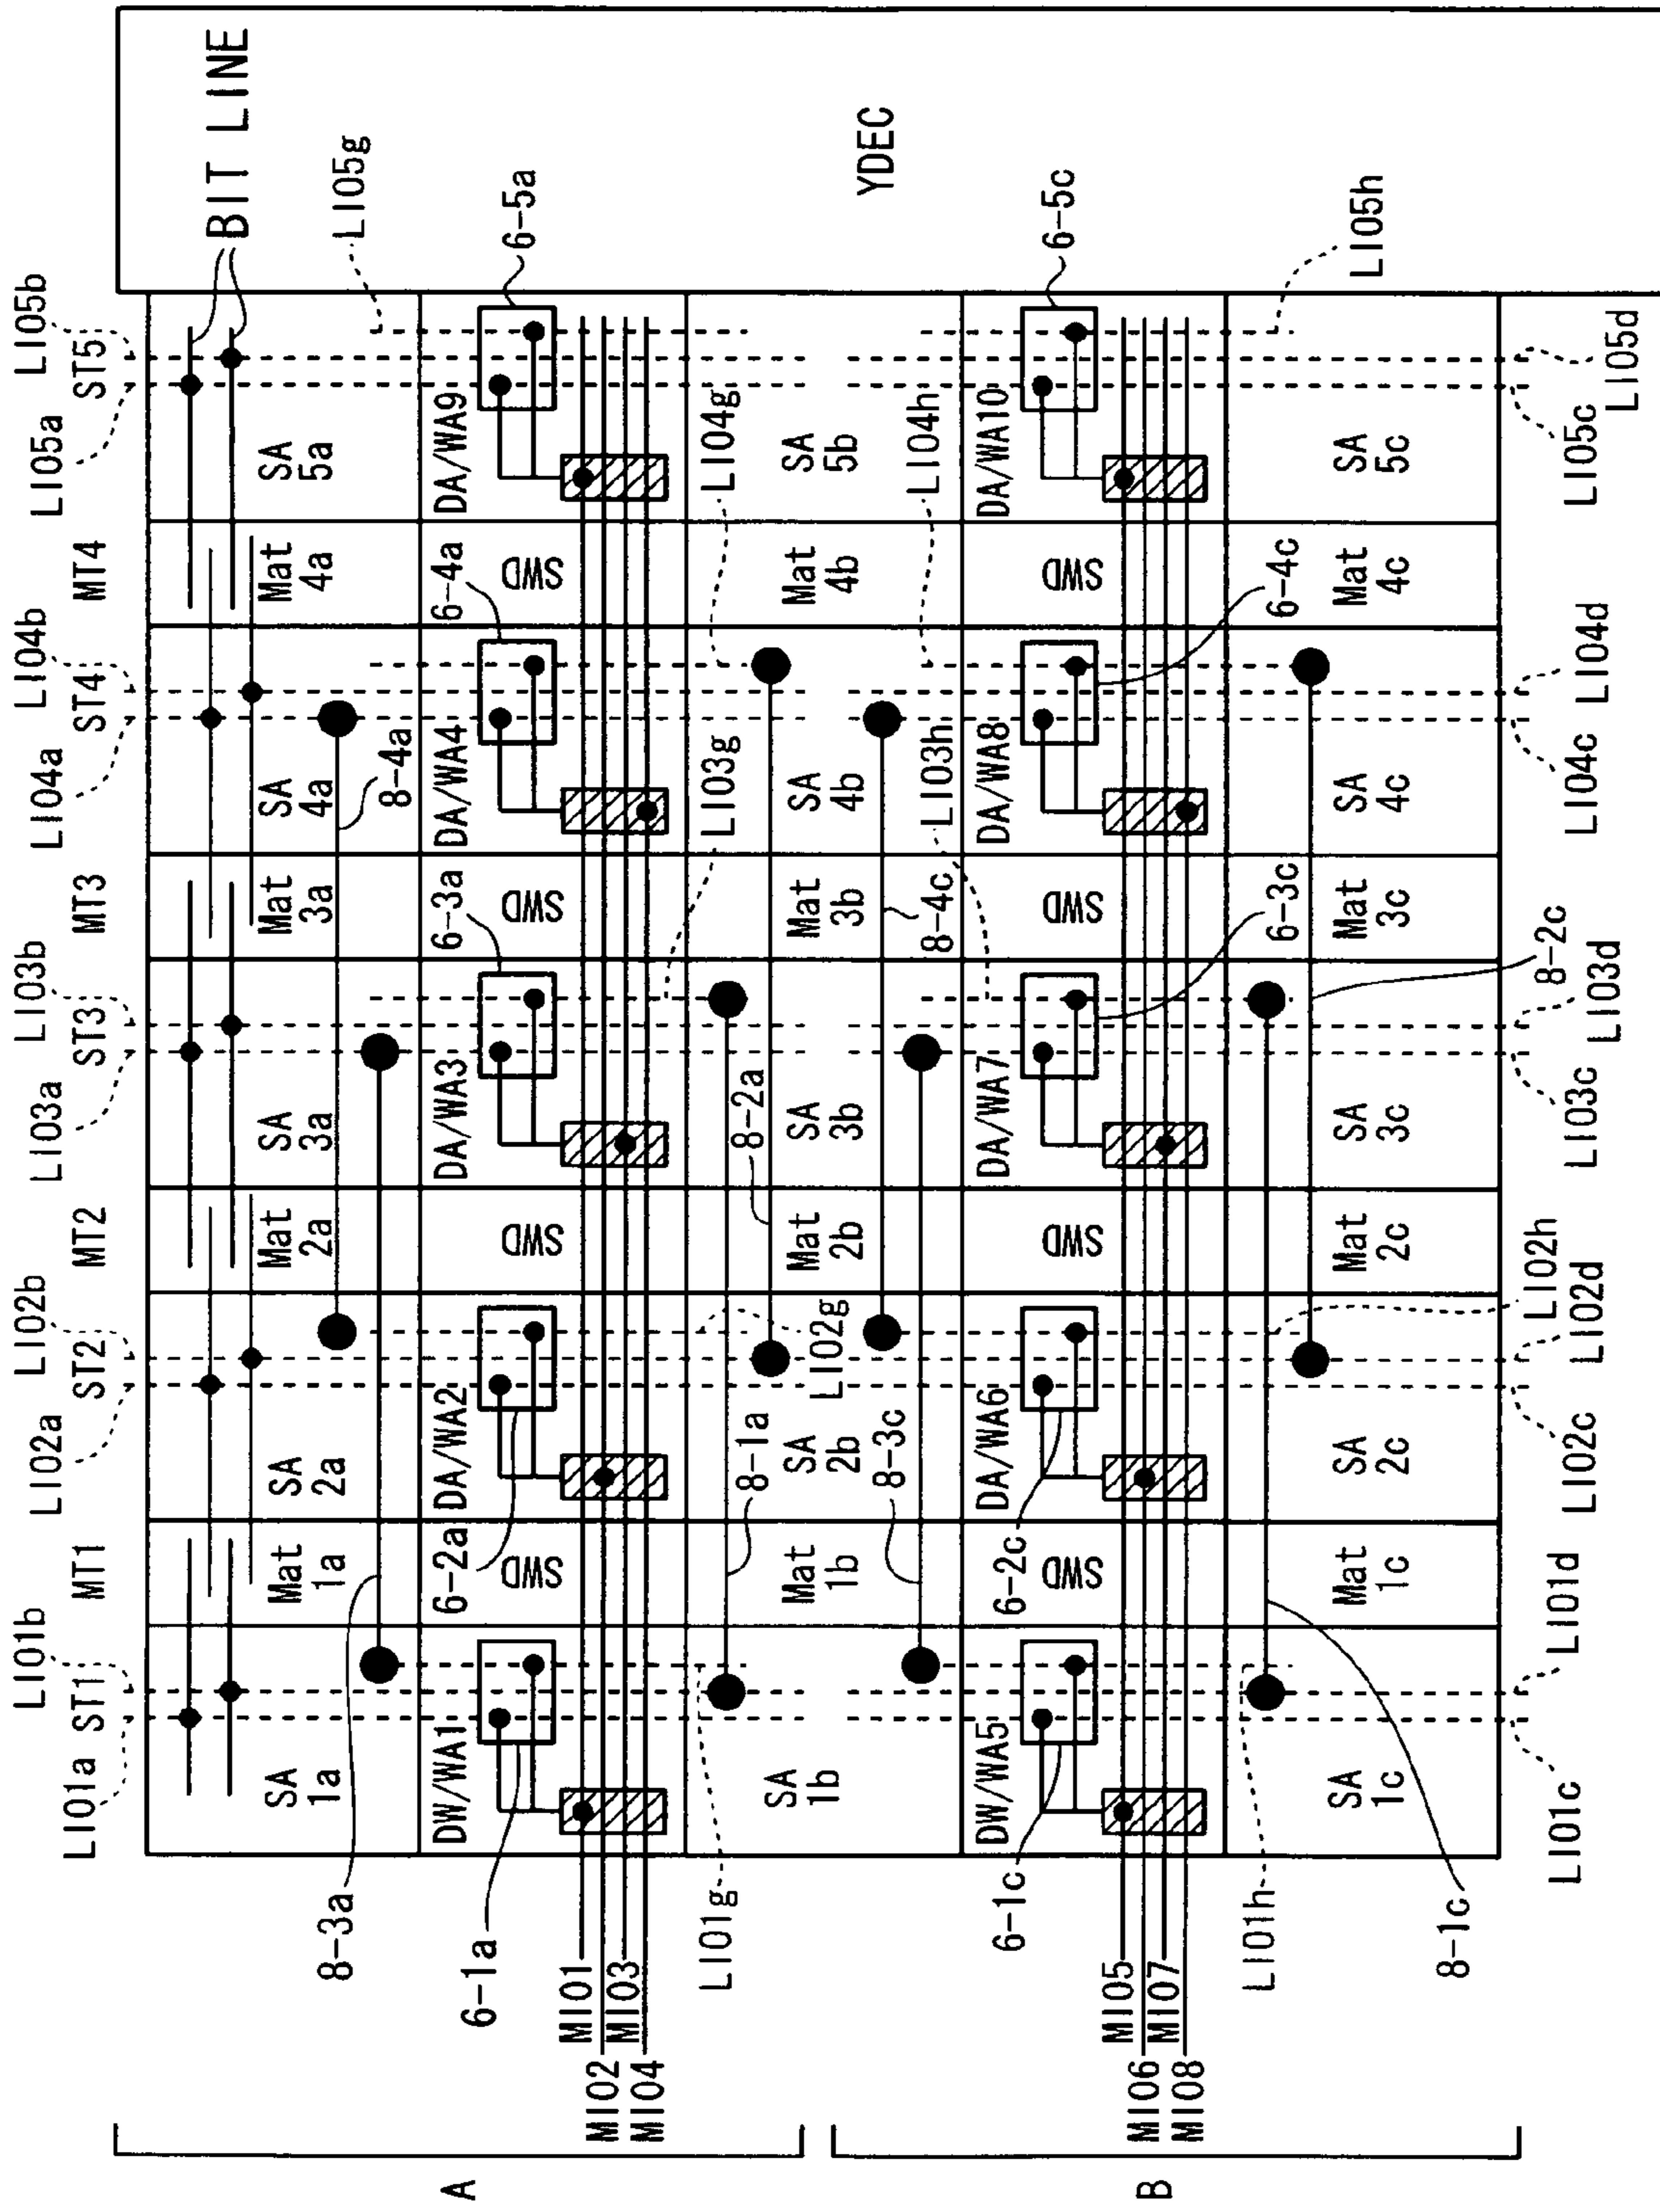 LIO1b
LIO2b
LIO3b
LIO4b
LIO5b
LIO1a
ST1
MT1
LIO2a
ST2
MT2
LIO3a
ST3
MT3
LIO4a
ST4
MT4
LIO5a
ST5
BIT LINE
SA 1a
Mat 1a
SA 2a
Mat 2a
SA 3a
Mat 3a
SA 4a
Mat 4a
SA 5a
8-3a
8-4a
LIO5g
A
6-1a
DW/WA1
6-2a
DA/WA2
DA/WA3
6-3a
DA/WA4
6-4a
DA/WA9
6-5a
SWD
SWD
SWD
SWD
MIO1
MIO2
MIO3
MIO4
LIO1g
8-1a
8-2a
LIO3g
LIO4g
SA 1b
Mat 1b
SA 2b
LIO2g
Mat 2b
SA 3b
Mat 3b
SA 4b
Mat 4b
SA 5b
YDEC
8-3c
8-4c
LIO3h
LIO4h
6-1c
DW/WA5
6-2c
DA/WA6
DA/WA7
DA/WA8
DA/WA10
6-5c
SWD
SWD
SWD
SWD
MIO5
MIO6
MIO7
MIO8
B
LIO1h
6-3c
6-4c
LIO5h
SA 1c
Mat 1c
SA 2c
Mat 2c
SA 3c
Mat 3c
SA 4c
Mat 4c
SA 5c
8-1c
LIO2h
8-2c
LIO1c
LIO1d
LIO2c
LIO2d
LIO3c
LIO3d
LIO4c
LIO4d
LIO5c
LIO5d